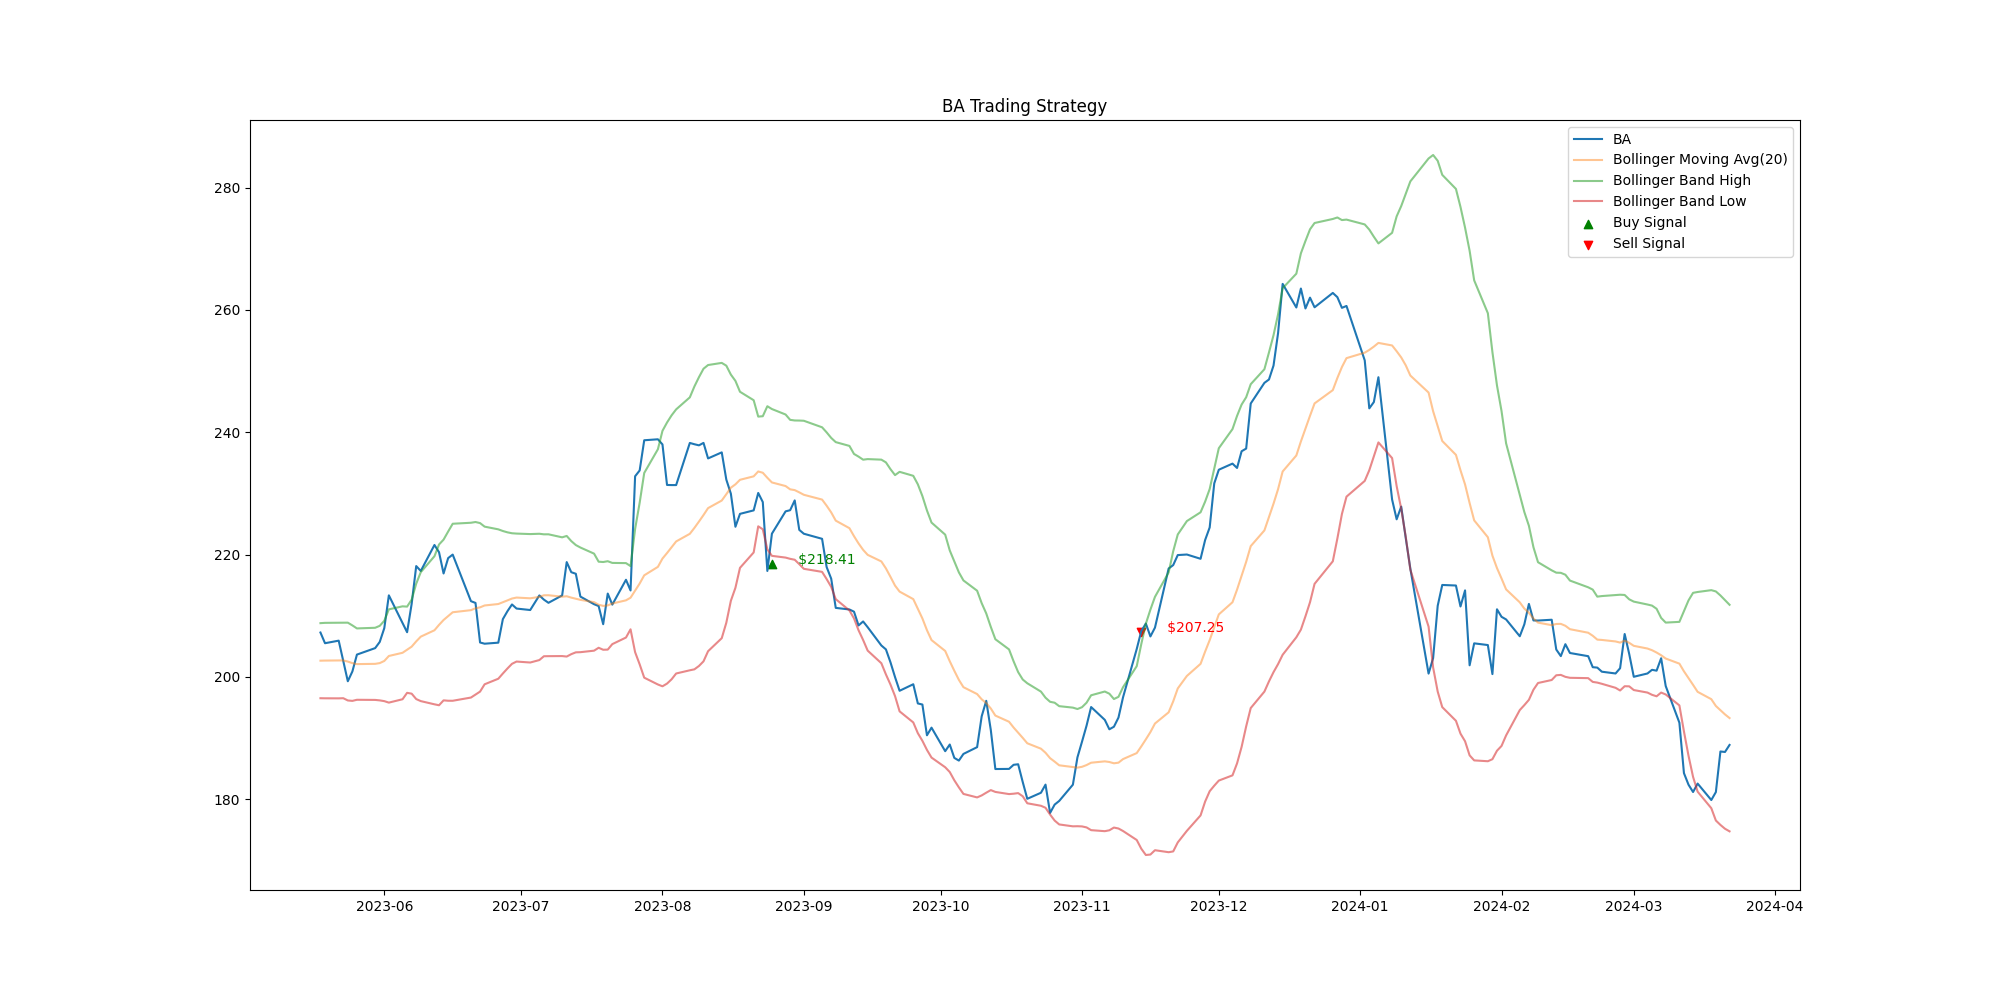 BA Trading Strategy
BA
Bollinger Moving Avg(20)
Bollinger Band High
Bollinger Band Low
Buy Signal
Sell Signal
280
260
240
220
200
180
$218.41
$207.25
2023-06 2023-07 2023-08 2023-09 2023-10 2023-11 2023-12 2024-01 2024-02 2024-03 2024-04